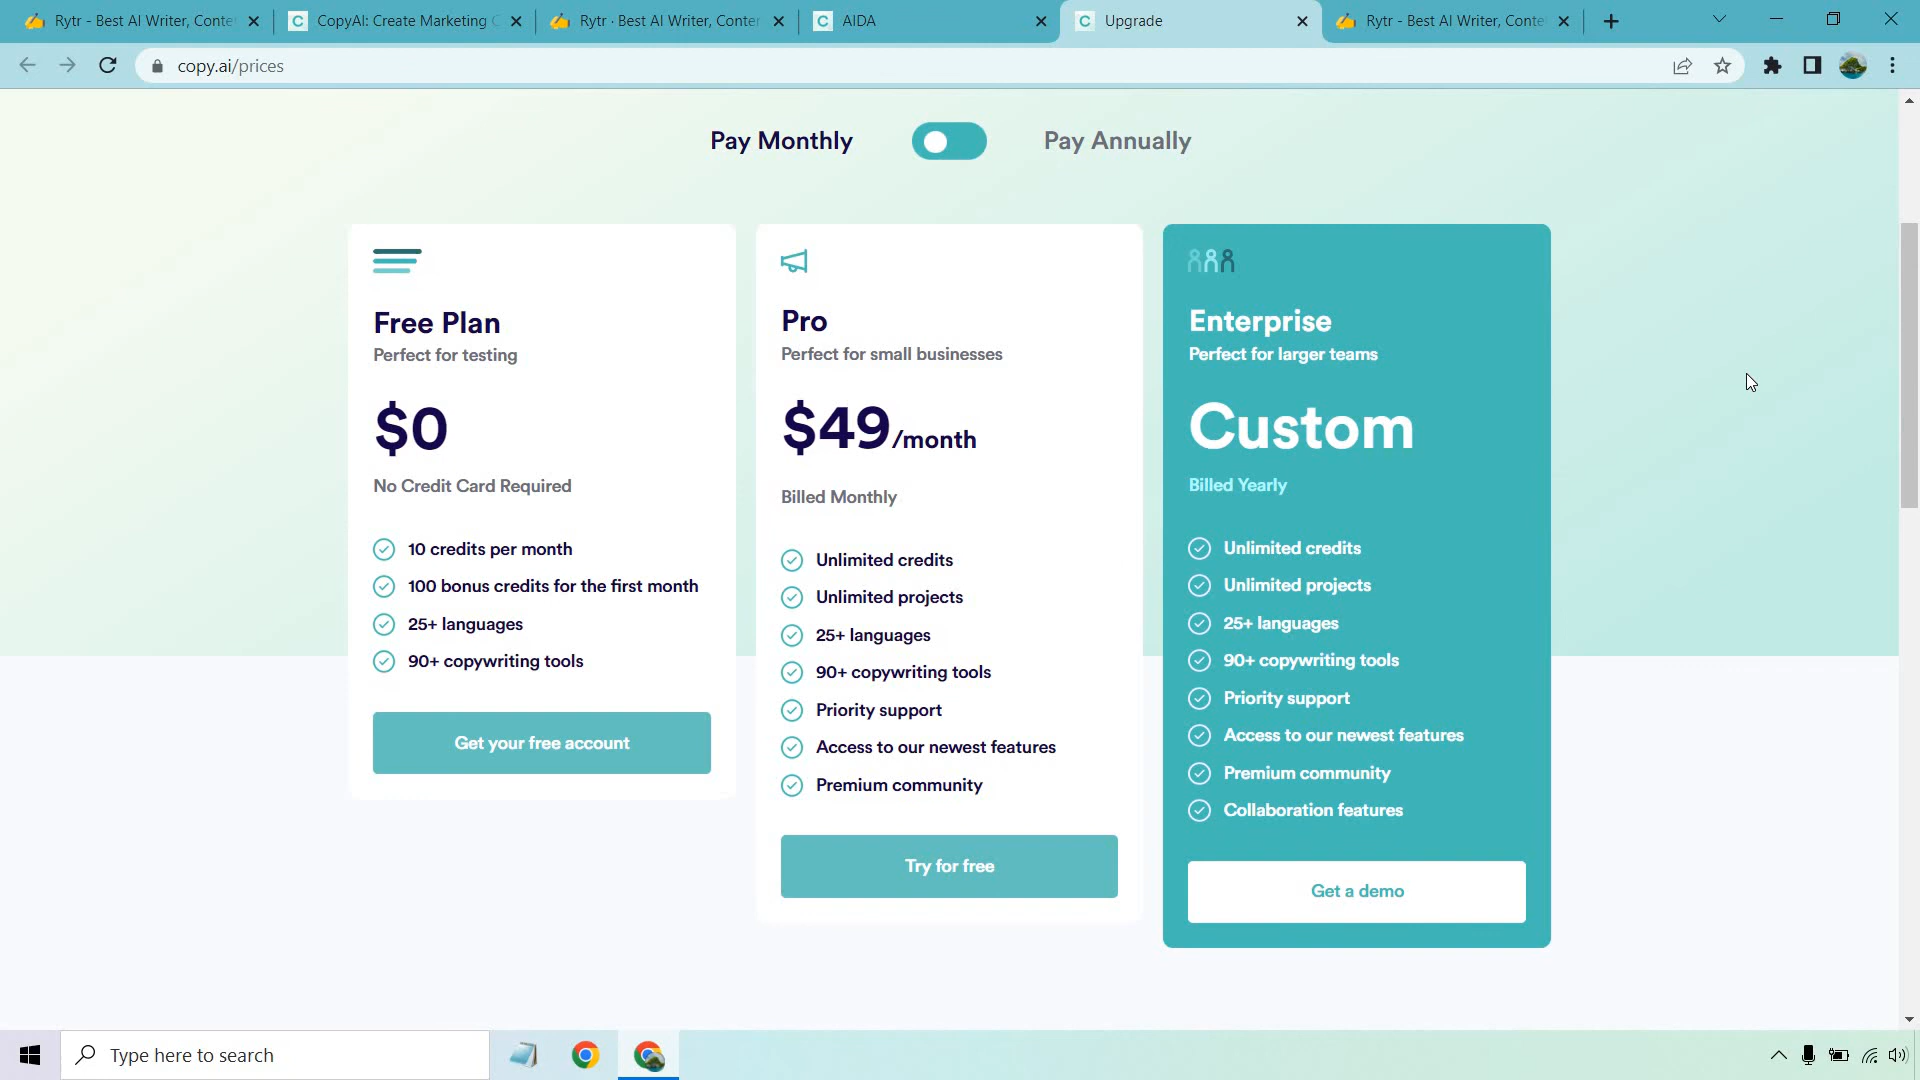 Rytr - Best AI Writer, Conte
CopyAI: Create Marketing C
Rytr · Best AI Writer, Conter
AIDA
Upgrade
Rytr - Best AI Writer, Conte
copy.ai/prices
Pay Monthly
Pay Annually
Free Plan
Perfect for testing
$0
No Credit Card Required
10 credits per month
100 bonus credits for the first month
25+ languages
90+ copywriting tools
Get your free account
Pro
Perfect for small businesses
$49/month
Billed Monthly
Unlimited credits
Unlimited projects
25+ languages
90+ copywriting tools
Priority support
Access to our newest features
Premium community
Try for free
Enterprise
Perfect for larger teams
Custom
Billed Yearly
Unlimited credits
Unlimited projects
25+ languages
90+ copywriting tools
Priority support
Access to our newest features
Premium community
Collaboration features
Get a demo
Type here to search